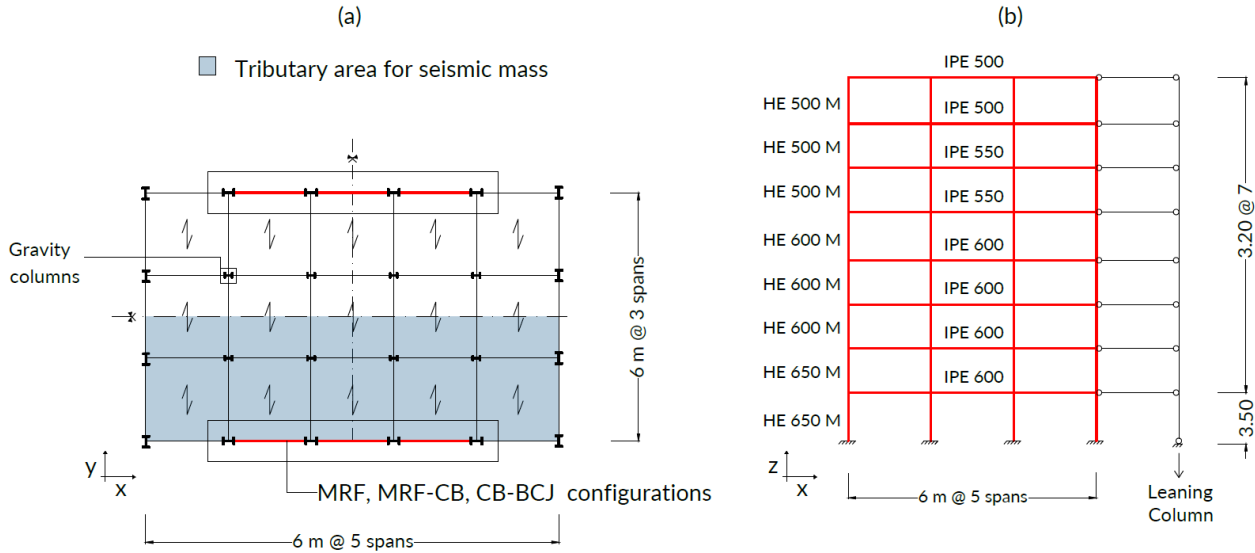 (a)
Tributary area for seismic mass
Gravity
columns
6 m @ 3 spans
y
x
MRF, MRF-CB, CB-BCJ configurations
6 m @ 5 spans
(b)
IPE 500
HE 500 M
IPE 500
HE 500 M
IPE 550
HE 500 M
IPE 550
HE 600 M
IPE 600
HE 600 M
IPE 600
HE 600 M
IPE 600
HE 650 M
IPE 600
HE 650 M
3.20 @ 7
3.50
z
x
6 m @ 5 spans
Leaning
Column